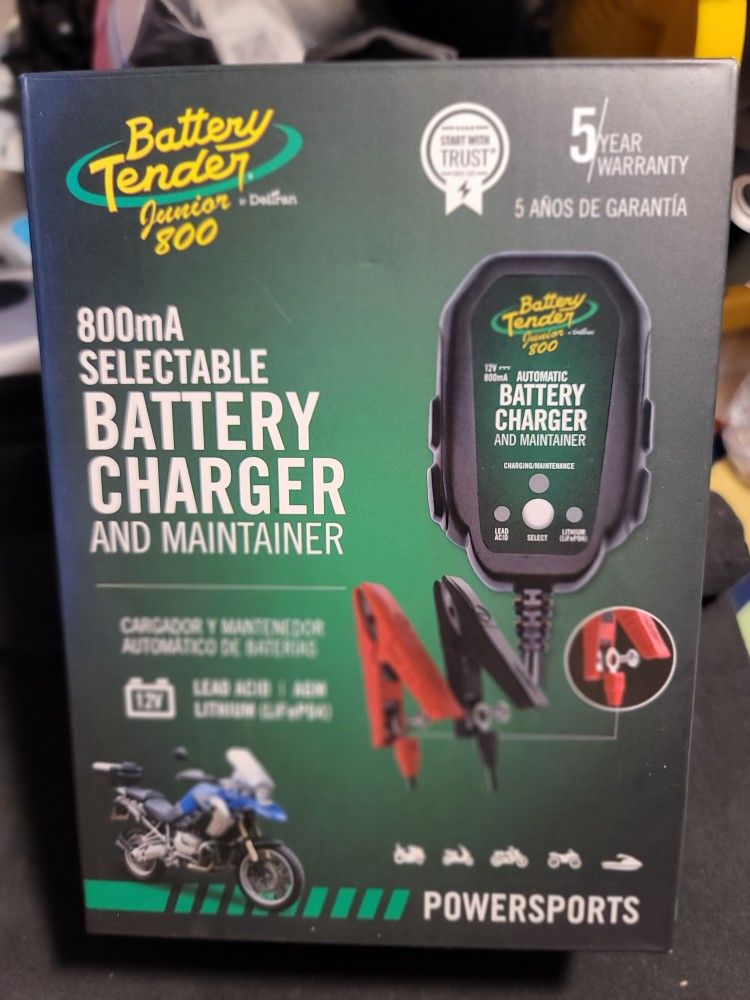 Battery
Tender®
Junior by Deltran
800
START WITH
TRUST
5 YEAR
WARRANTY
5 AÑOS DE GARANTÍA
800mA
SELECTABLE
BATTERY
CHARGER
AND MAINTAINER
CARGADOR Y MANTENEDOR
AUTOMÁTICO DE BATERÍAS
12V
LEAD ACID | AGM
LITHIUM (LiFePO4)
Battery
Tender
Junior by Deltran
800
12V
800mA AUTOMATIC
BATTERY
CHARGER
AND MAINTAINER
CHARGING/MAINTENANCE
LEAD
ACID
SELECT
LITHIUM
(LiFePO4)
POWERSPORTS